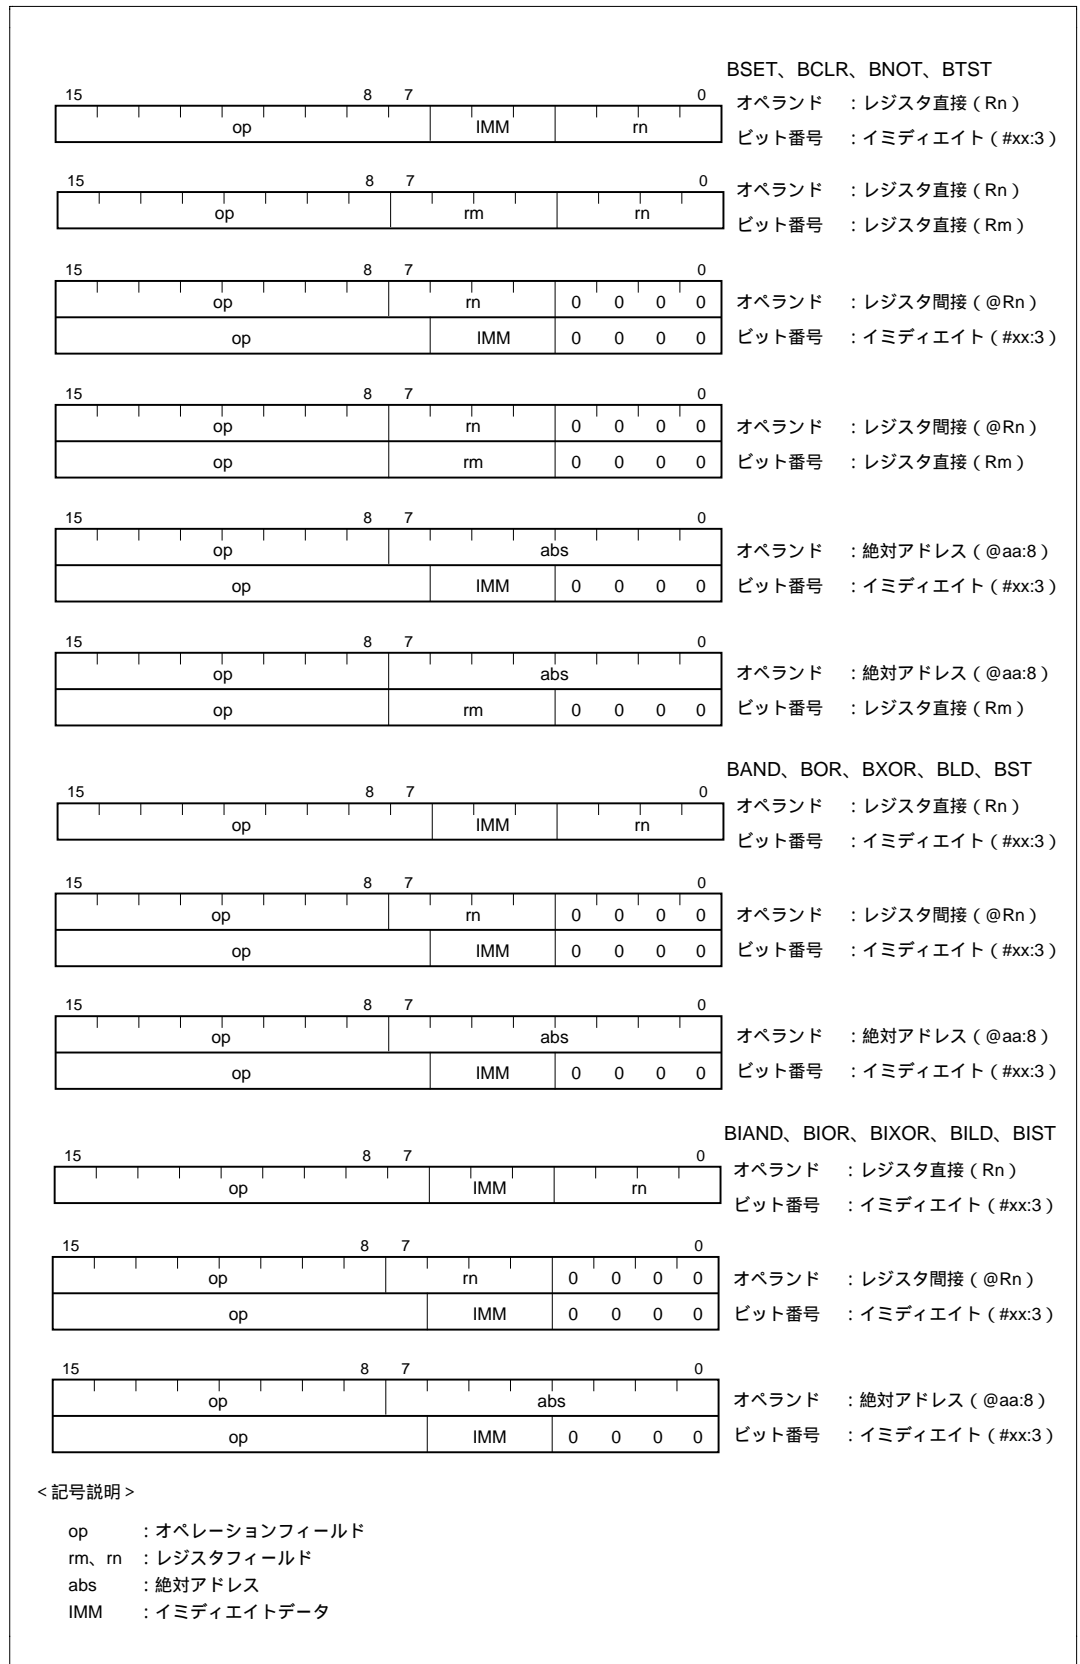 BSET、BCLR、BNOT、BTST
15 8 7 0
op IMM rn
オペランド :レジスタ直接(Rn)
ビット番号 :イミディエイト(#xx:3)
15 8 7 0
op rm rn
オペランド :レジスタ直接(Rn)
ビット番号 :レジスタ直接(Rm)
15 8 7 0
op rn 0 0 0 0 オペランド :レジスタ間接(@Rn)
op IMM 0 0 0 0 ビット番号 :イミディエイト(#xx:3)
15 8 7 0
op rn 0 0 0 0 オペランド :レジスタ間接(@Rn)
op rm 0 0 0 0 ビット番号 :レジスタ直接(Rm)
15 8 7 0
op abs オペランド :絶対アドレス(@aa:8)
op IMM 0 0 0 0 ビット番号 :イミディエイト(#xx:3)
15 8 7 0
op abs オペランド :絶対アドレス(@aa:8)
op rm 0 0 0 0 ビット番号 :レジスタ直接(Rm)
BAND、BOR、BXOR、BLD、BST
15 8 7 0
op IMM rn
オペランド :レジスタ直接(Rn)
ビット番号 :イミディエイト(#xx:3)
15 8 7 0
op rn 0 0 0 0 オペランド :レジスタ間接(@Rn)
op IMM 0 0 0 0 ビット番号 :イミディエイト(#xx:3)
15 8 7 0
op abs オペランド :絶対アドレス(@aa:8)
op IMM 0 0 0 0 ビット番号 :イミディエイト(#xx:3)
BIAND、BIOR、BIXOR、BILD、BIST
15 8 7 0
op IMM rn
オペランド :レジスタ直接(Rn)
ビット番号 :イミディエイト(#xx:3)
15 8 7 0
op rn 0 0 0 0 オペランド :レジスタ間接(@Rn)
op IMM 0 0 0 0 ビット番号 :イミディエイト(#xx:3)
15 8 7 0
op abs オペランド :絶対アドレス(@aa:8)
op IMM 0 0 0 0 ビット番号 :イミディエイト(#xx:3)
<記号説明>
op :オペレーションフィールド
rm、rn :レジスタフィールド
abs :絶対アドレス
IMM :イミディエイトデータ